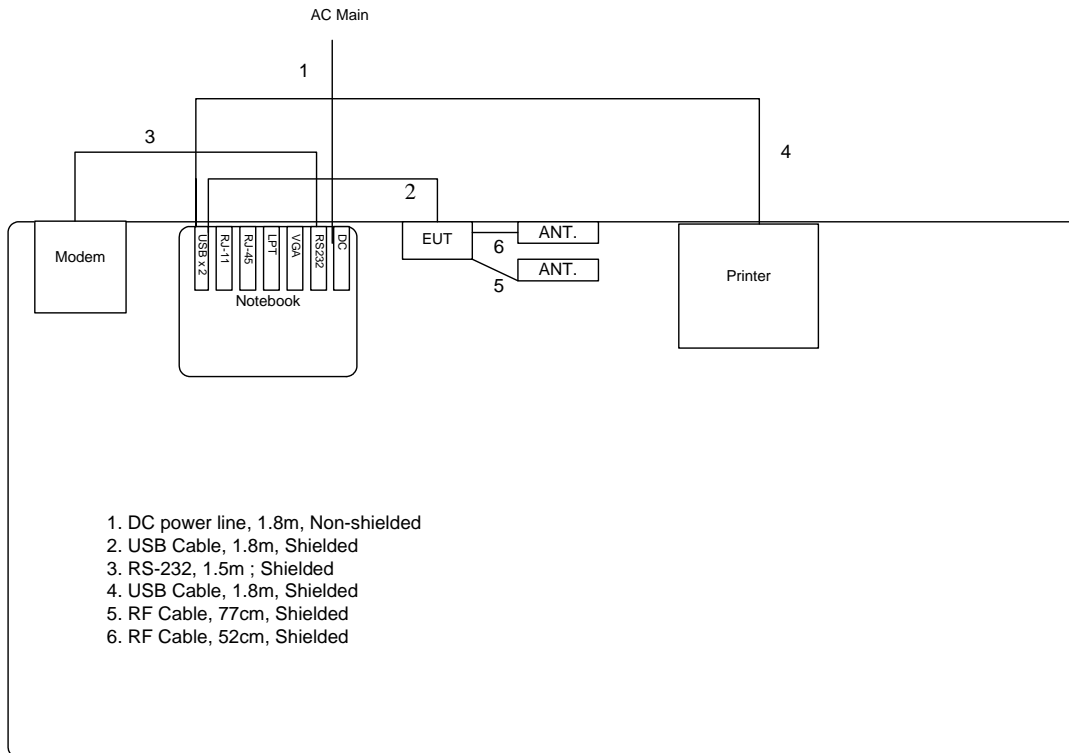 AC Main
1
3
4
2
Modem
USB x 2
RJ-11
RJ-45
LPT
VGA
RS232
DC
Notebook
EUT
6
ANT.
5
ANT.
Printer
1. DC power line, 1.8m, Non-shielded
2. USB Cable, 1.8m, Shielded
3. RS-232, 1.5m ; Shielded
4. USB Cable, 1.8m, Shielded
5. RF Cable, 77cm, Shielded
6. RF Cable, 52cm, Shielded